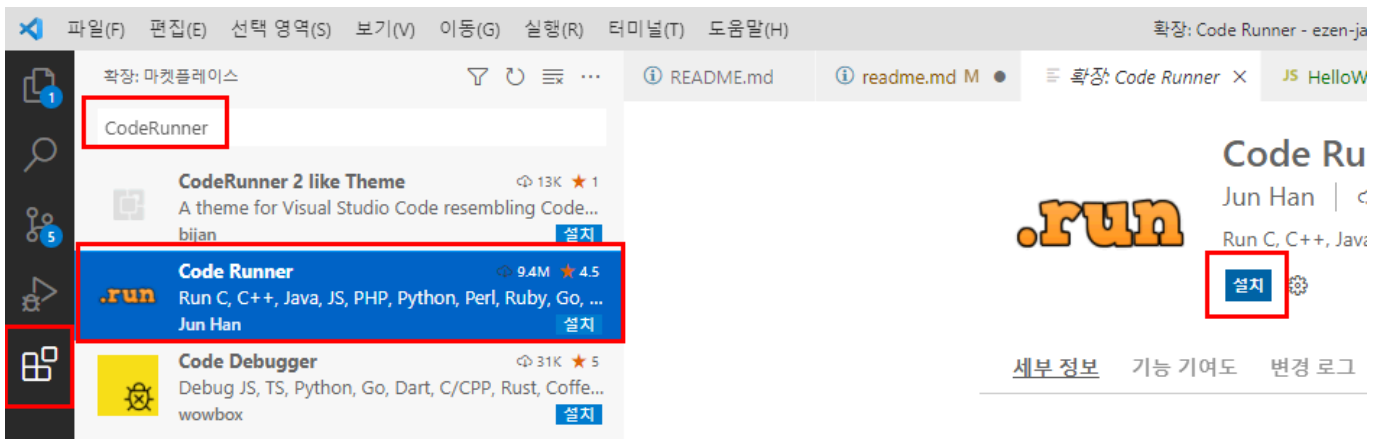 파일(F) 편집(E) 선택 영역(S) 보기(V) 이동(G) 실행(R) 터미널(T) 도움말(H) 확장: Code Runner - ezen-ja
확장: 마켓플레이스
README.md readme.md M 확장: Code Runner JS HelloW
1
CodeRunner
CodeRunner 2 like Theme 13K ★ 1
A theme for Visual Studio Code resembling Code...
bijan 설치
5
Code Runner 9.4M ★ 4.5
.run
Run C, C++, Java, JS, PHP, Python, Perl, Ruby, Go, ...
Jun Han 설치
Code Debugger 31K ★ 5
Debug JS, TS, Python, Go, Dart, C/CPP, Rust, Coffe...
wowbox 설치
.run
Code Ru
Jun Han
Run C, C++, Java
설치
세부 정보 기능 기여도 변경 로그